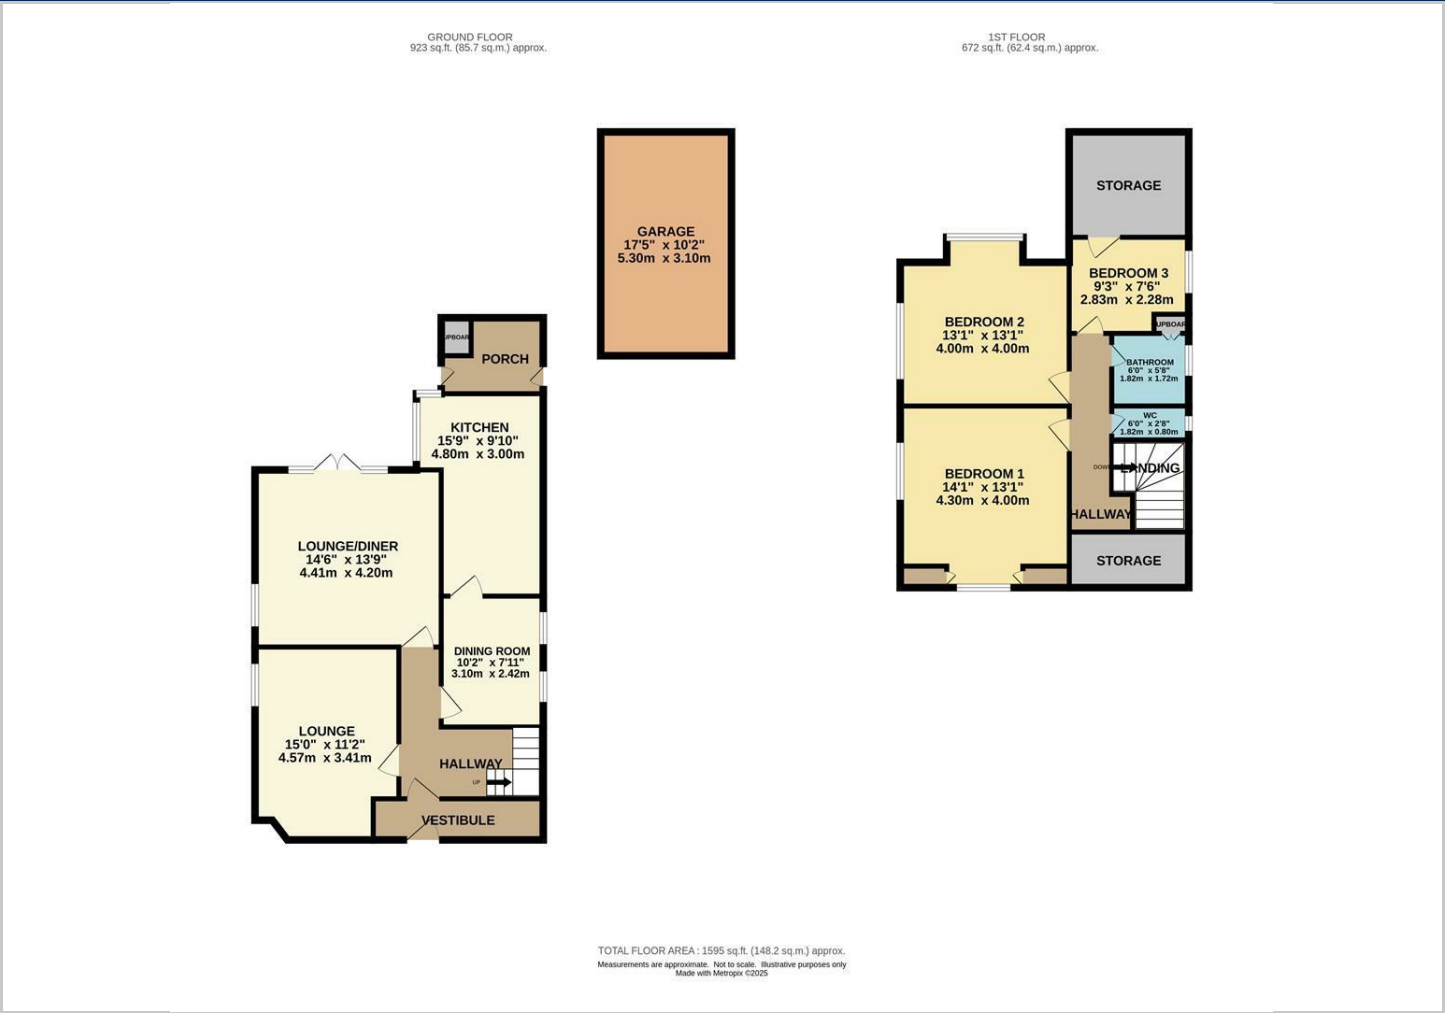 GROUND FLOOR
923 sq.ft. (85.7 sq.m.) approx.
1ST FLOOR
672 sq.ft. (62.4 sq.m.) approx.
GARAGE
17'5" x 10'2"
5.30m x 3.10m
PORCH
KITCHEN
15'9" x 9'10"
4.80m x 3.00m
LOUNGE/DINER
14'6" x 13'9"
4.41m x 4.20m
DINING ROOM
10'2" x 7'11"
3.10m x 2.42m
LOUNGE
15'0" x 11'2"
4.57m x 3.41m
HALLWAY
UP
VESTIBULE
STORAGE
BEDROOM 3
9'3" x 7'6"
2.83m x 2.28m
UPBOAR
BEDROOM 2
13'1" x 13'1"
4.00m x 4.00m
BATHROOM
6'0" x 5'8"
1.82m x 1.72m
WC
6'0" x 2'8"
1.82m x 0.80m
BEDROOM 1
14'1" x 13'1"
4.30m x 4.00m
LANDING
HALLWAY
STORAGE
TOTAL FLOOR AREA : 1595 sq.ft. (148.2 sq.m.) approx.
Measurements are approximate. Not to scale. Illustrative purposes only
Made with Metropix ©2025